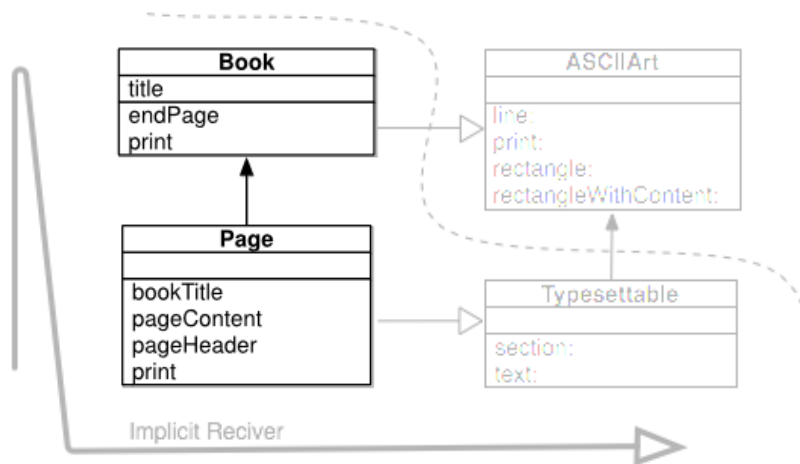 Book
title
endPage
print
ASCIIArt
line:
print:
rectangle:
rectangleWithContent:
Page
bookTitle
pageContent
pageHeader
print
Typesettable
section:
text:
Implicit Reciver